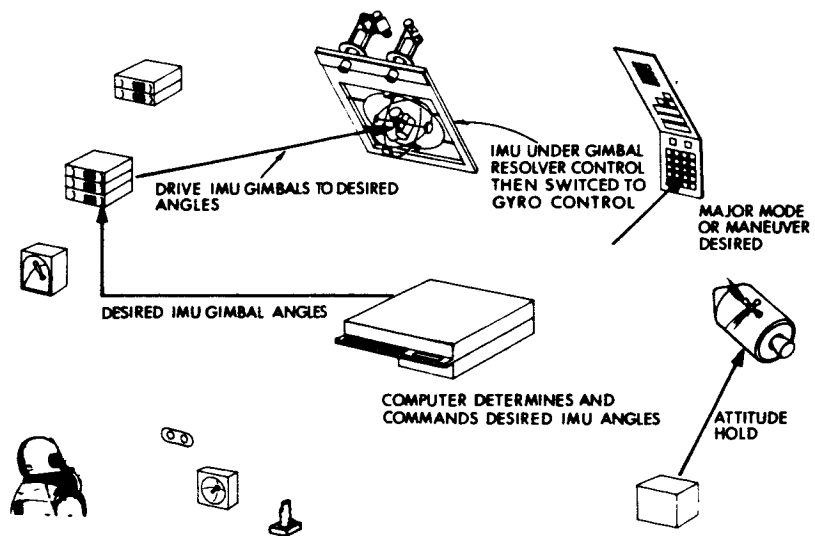 IMU UNDER GIMBAL
RESOLVER CONTROL
THEN SWITCED TO
GYRO CONTROL
DRIVE IMU GIMBALS TO DESIRED
ANGLES
MAJOR MODE
OR MANEUVER
DESIRED
DESIRED IMU GIMBAL ANGLES
COMPUTER DETERMINES AND
COMMANDS DESIRED IMU ANGLES
ATTITUDE
HOLD